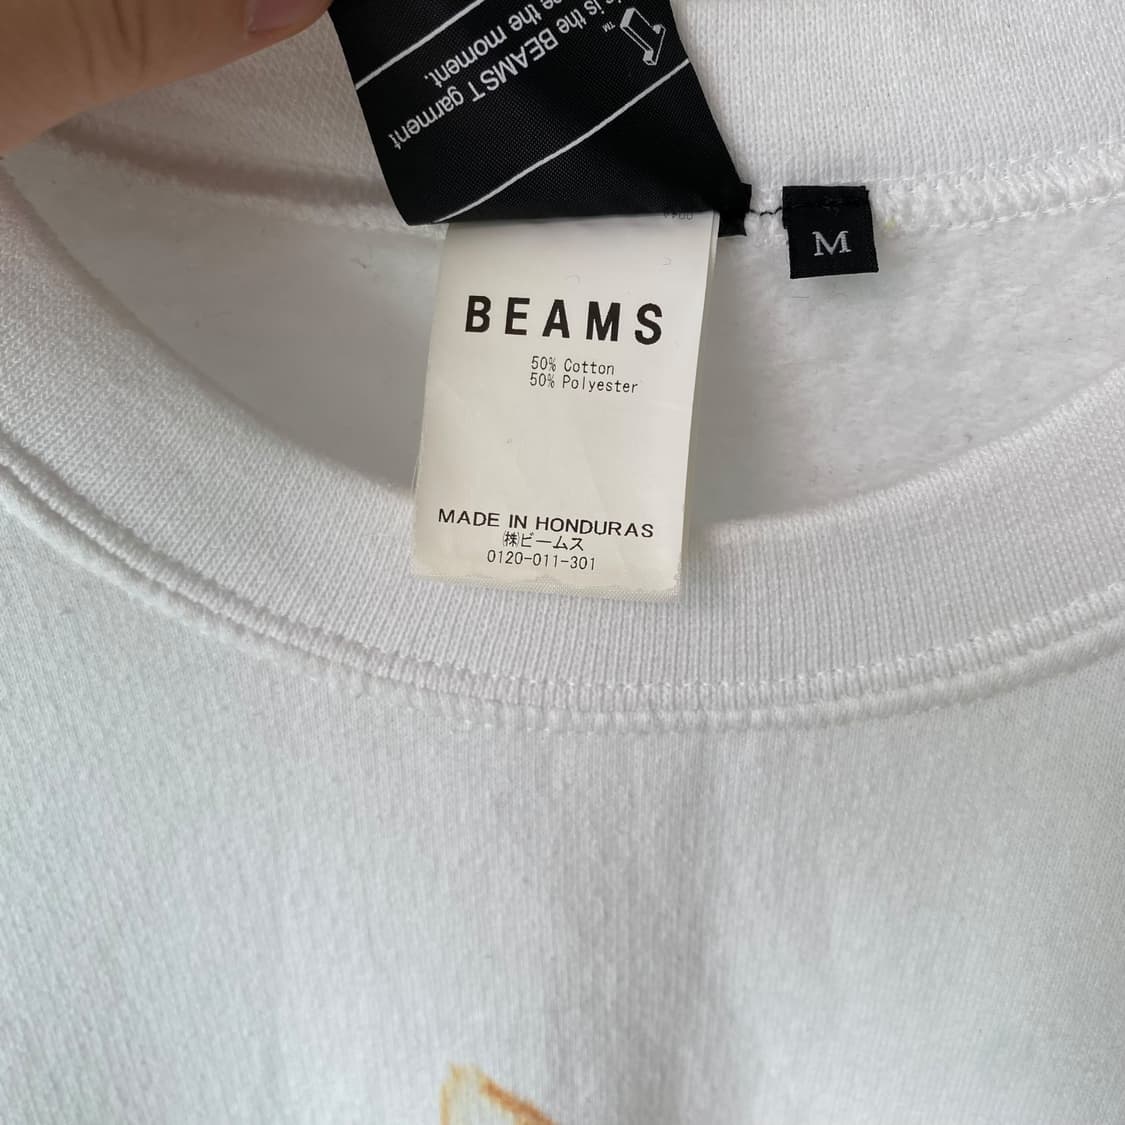 is the BEAMS T garment
the moment.
TM
M
BEAMS
50% Cotton
50% Polyester
MADE IN HONDURAS
㈱ビームス
0120-011-301